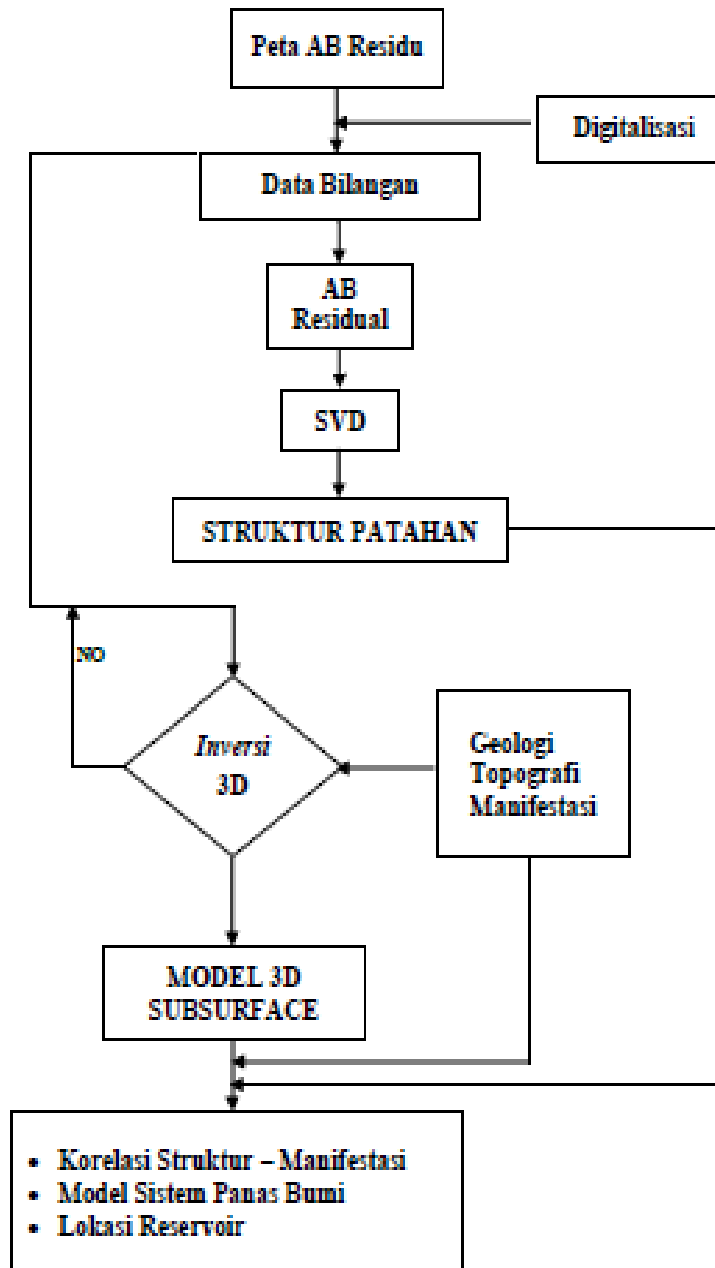 Peta AB Residu
Digitalisasi
Data Bilangan
AB
Residual
SVD
STRUKTUR PATAHAN
NO
Inversi
3D
Geologi
Topografi
Manifestasi
MODEL 3D
SUBSURFACE
• Korelasi Struktur – Manifestasi
• Model Sistem Panas Bumi
• Lokasi Reservoir